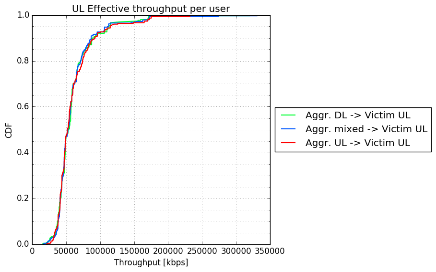 UL Effective throughput per user
1.0
0.8
0.6
0.4
0.2
0.0
CDF
0 50000 100000 150000 200000 250000 300000 350000
Throughput [kbps]
Aggr. DL -> Victim UL
Aggr. mixed -> Victim UL
Aggr. UL -> Victim UL